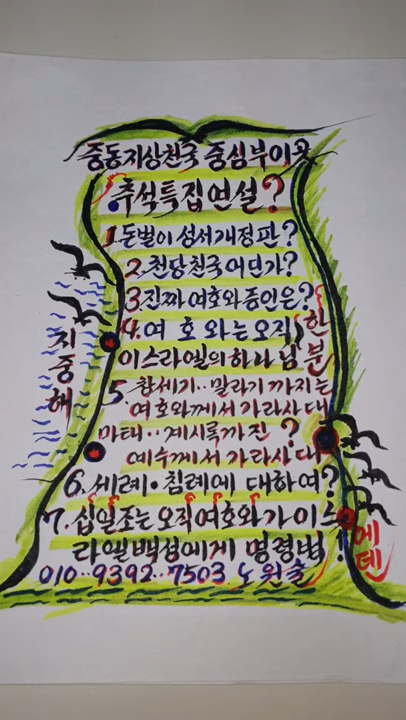 중동지상천국 중심부이곳
추석특집연설?
1.돈벌이 성서개정판?
2.천당천국어딘가?
3.진짜 여호와증인은?
4.여호와는오직 한
이스라엘의하나님 분
5.창세기..말라기까지는
여호와께서 가라사대
마태..계시록까진 ?
예수께서 가라사대
6.세례•침례에 대하여?
7.십일조는오직여호와가이스
라엘백성에게 명령법!
010..9392..7503 노원술
지중해
에덴